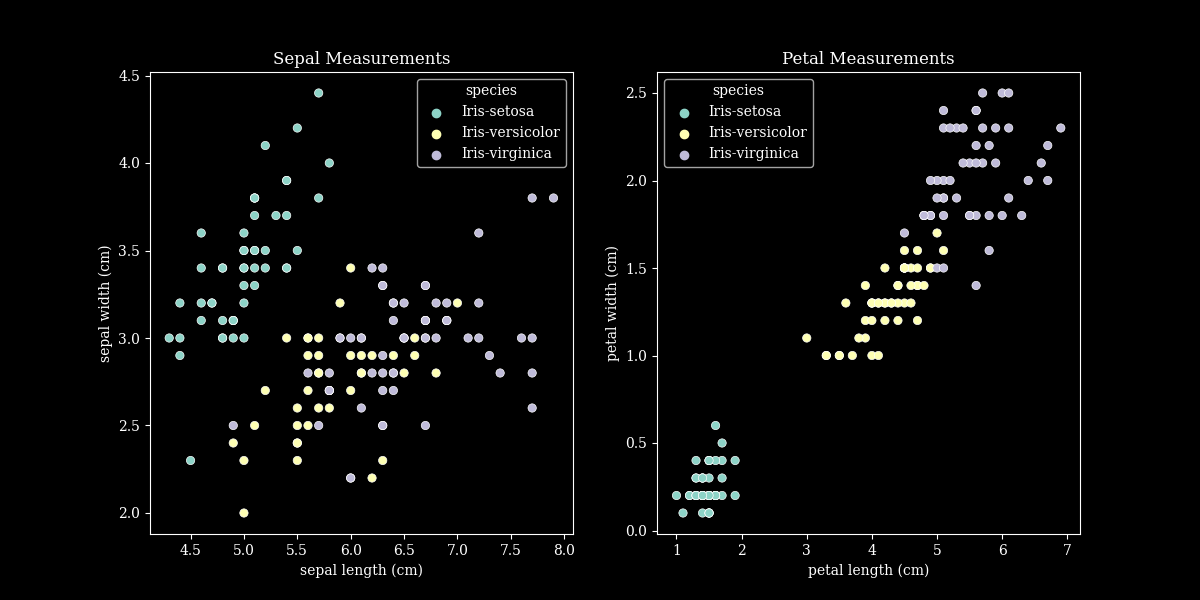 Sepal Measurements
species
Iris-setosa
Iris-versicolor
Iris-virginica
4.5
4.0
3.5
3.0
2.5
2.0
sepal width (cm)
4.5 5.0 5.5 6.0 6.5 7.0 7.5 8.0
sepal length (cm)
Petal Measurements
species
Iris-setosa
Iris-versicolor
Iris-virginica
2.5
2.0
1.5
1.0
0.5
0.0
petal width (cm)
1 2 3 4 5 6 7
petal length (cm)